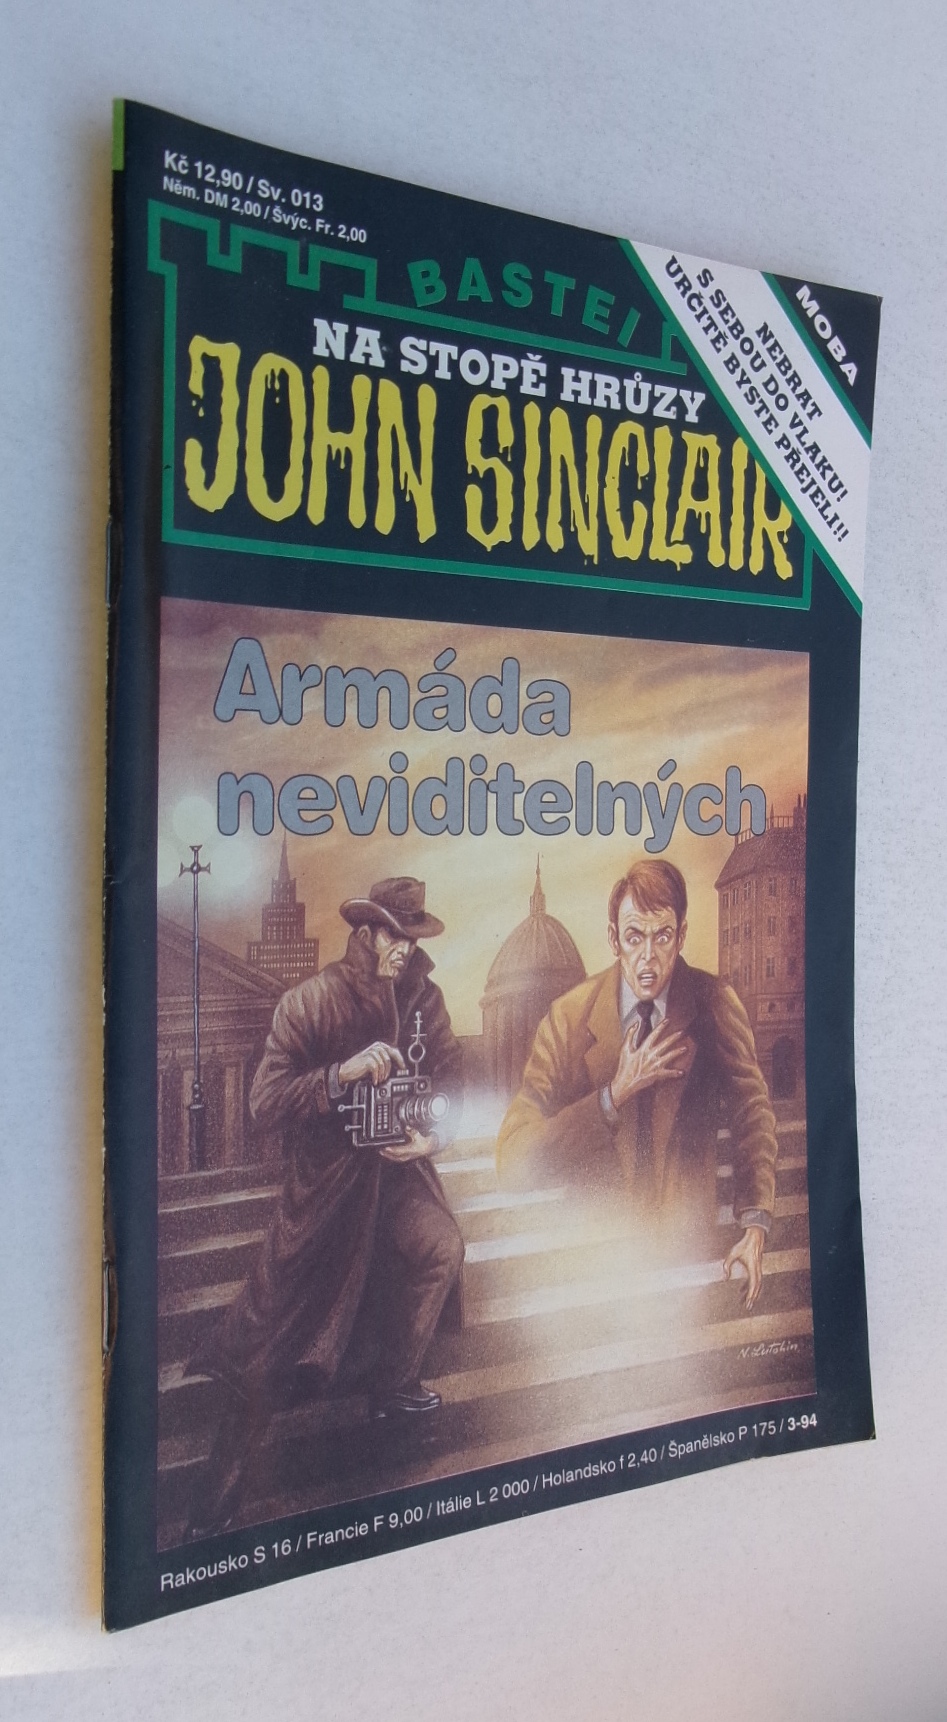 Kč 12,90 / Sv. 013
Něm. DM 2,00 / Švýc. Fr. 2,00
BASTEI
MOBA
NEBRAT
S SEBOU DO VLAKU!
URČITĚ BYSTE PŘEJELI!!
NA STOPĚ HRŮZY
JOHN SINCLAIR
Armáda
neviditelných
N. Lutohin
Rakousko S 16 / Francie F 9,00 / Itálie L 2 000 / Holandsko f 2,40 / Španělsko P 175 / 3-94